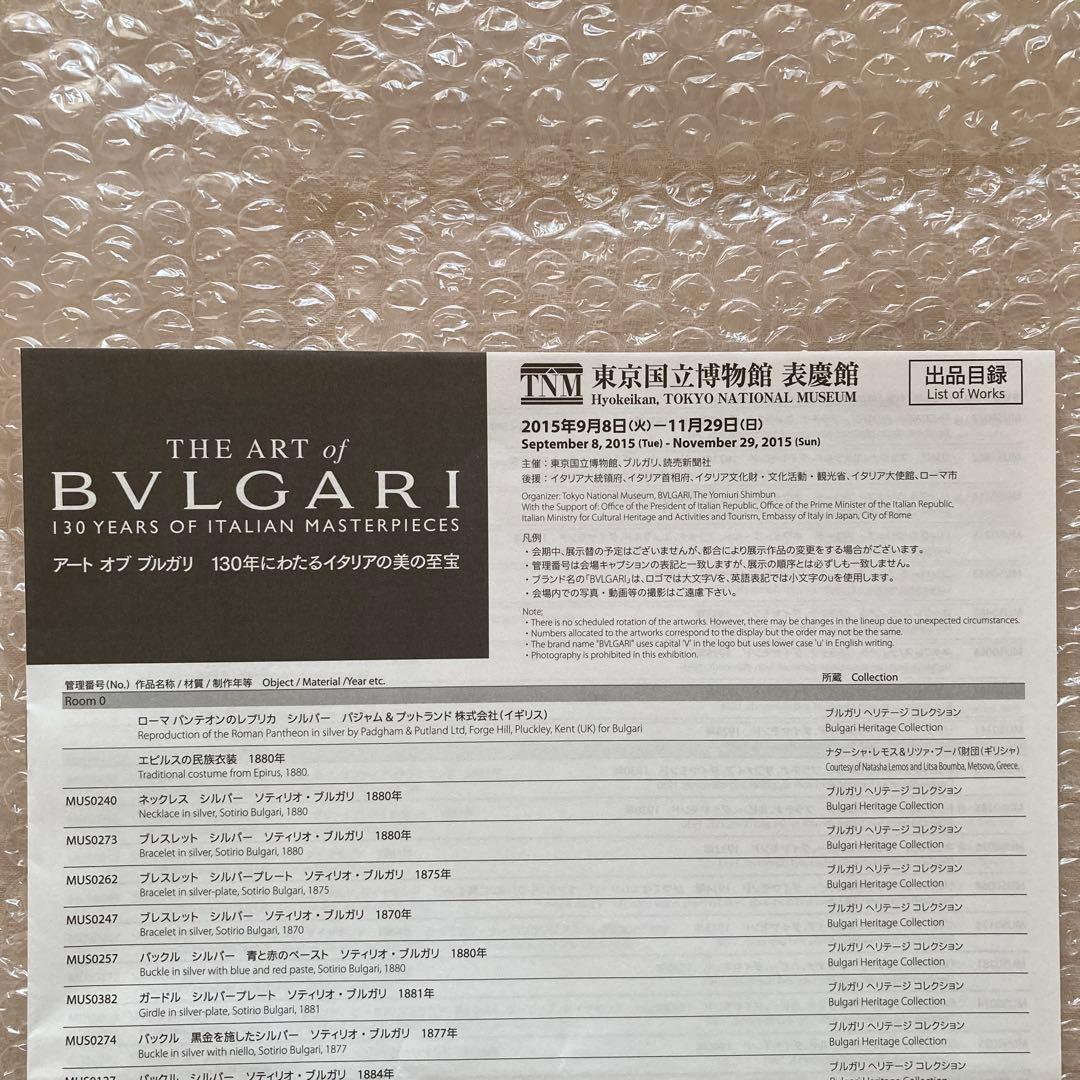 THE ART of
BVLGARI
130 YEARS OF ITALIAN MASTERPIECES
アート オブ ブルガリ 130年にわたるイタリアの美の至宝
TNM 東京国立博物館 表慶館
Hyokeikan, TOKYO NATIONAL MUSEUM
出品目録
List of Works
2015年9月8日(火)―11月29日(日)
September 8, 2015 (Tue) - November 29, 2015 (Sun)
主催：東京国立博物館、ブルガリ、読売新聞社
後援：イタリア大統領府、イタリア首相府、イタリア文化財・文化活動・観光省、イタリア大使館、ローマ市
Organizer: Tokyo National Museum, BVLGARI, The Yomiuri Shimbun
With the Support of: Office of the President of Italian Republic, Office of the Prime Minister of the Italian Republic,
Italian Ministry for Cultural Heritage and Activities and Tourism, Embassy of Italy in Japan, City of Rome
凡例
・会期中、展示替の予定はございませんが、都合により展示作品の変更をする場合がございます。
・管理番号は会場キャプションの表記と一致しますが、展示の順序とは必ずしも一致しません。
・ブランド名の「BVLGARI」は、ロゴでは大文字Vを、英語表記では小文字のuを使用します。
・会場内での写真・動画等の撮影はご遠慮下さい。
Note;
・There is no scheduled rotation of the artworks. However, there may be changes in the lineup due to unexpected circumstances.
・Numbers allocated to the artworks correspond to the display but the order may not be the same.
・The brand name "BVLGARI" uses capital 'V' in the logo but uses lower case 'u' in English writing.
・Photography is prohibited in this exhibition.
管理番号(No.) 作品名称 / 材質 / 制作年等 Object / Material /Year etc. 所蔵 Collection
Room 0
ローマ パンテオンのレプリカ シルバー パジャム＆プットランド 株式会社(イギリス) ブルガリ ヘリテージ コレクション
Reproduction of the Roman Pantheon in silver by Padgham & Putland Ltd, Forge Hill, Pluckley, Kent (UK) for Bulgari Bulgari Heritage Collection
エピルスの民族衣装 1880年 ナターシャ・レモス＆リツァ・ブーバ財団(ギリシャ)
Traditional costume from Epirus, 1880. Courtesy of Natasha Lemos and Litsa Boumba, Metsovo, Greece.
MUS0240 ネックレス シルバー ソティリオ・ブルガリ 1880年 ブルガリ ヘリテージ コレクション
Necklace in silver, Sotirio Bulgari, 1880 Bulgari Heritage Collection
MUS0273 ブレスレット シルバー ソティリオ・ブルガリ 1880年 ブルガリ ヘリテージ コレクション
Bracelet in silver, Sotirio Bulgari, 1880 Bulgari Heritage Collection
MUS0262 ブレスレット シルバープレート ソティリオ・ブルガリ 1875年 ブルガリ ヘリテージ コレクション
Bracelet in silver-plate, Sotirio Bulgari, 1875 Bulgari Heritage Collection
MUS0247 ブレスレット シルバー ソティリオ・ブルガリ 1870年 ブルガリ ヘリテージ コレクション
Bracelet in silver, Sotirio Bulgari, 1870 Bulgari Heritage Collection
MUS0257 バックル シルバー 青と赤のペースト ソティリオ・ブルガリ 1880年 ブルガリ ヘリテージ コレクション
Buckle in silver with blue and red paste, Sotirio Bulgari, 1880 Bulgari Heritage Collection
MUS0382 ガードル シルバープレート ソティリオ・ブルガリ 1881年 ブルガリ ヘリテージ コレクション
Girdle in silver-plate, Sotirio Bulgari, 1881 Bulgari Heritage Collection
MUS0274 バックル 黒金を施したシルバー ソティリオ・ブルガリ 1877年 ブルガリ ヘリテージ コレクション
Buckle in silver with niello, Sotirio Bulgari, 1877 Bulgari Heritage Collection
バックル シルバー ソティリオ・ブルガリ 1884年 ブルガリ ヘリテージ コレクション